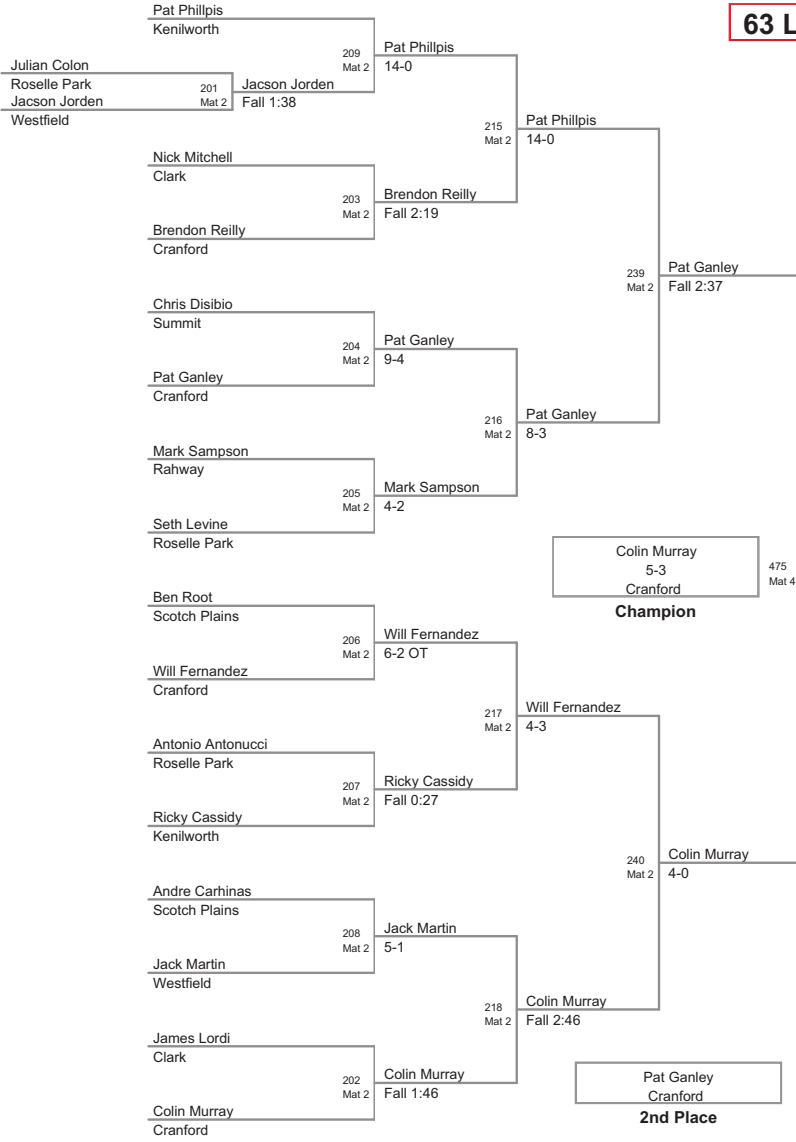 Pat Phillpis
Kenilworth
63 L
209
Mat 2
Pat Phillpis
14-0
Julian Colon
Roselle Park
201
Mat 2
Jacson Jorden
Fall 1:38
Jacson Jorden
Westfield
215
Mat 2
Pat Phillpis
14-0
Nick Mitchell
Clark
203
Mat 2
Brendon Reilly
Fall 2:19
Brendon Reilly
Cranford
239
Mat 2
Pat Ganley
Fall 2:37
Chris Disibio
Summit
204
Mat 2
Pat Ganley
9-4
Pat Ganley
Cranford
216
Mat 2
Pat Ganley
8-3
Mark Sampson
Rahway
205
Mat 2
Mark Sampson
4-2
Seth Levine
Roselle Park
Colin Murray
5-3
Cranford
475
Mat 4
Champion
Ben Root
Scotch Plains
206
Mat 2
Will Fernandez
6-2 OT
Will Fernandez
Cranford
217
Mat 2
Will Fernandez
4-3
Antonio Antonucci
Roselle Park
207
Mat 2
Ricky Cassidy
Fall 0:27
Ricky Cassidy
Kenilworth
240
Mat 2
Colin Murray
4-0
Andre Carhinas
Scotch Plains
208
Mat 2
Jack Martin
5-1
Jack Martin
Westfield
218
Mat 2
Colin Murray
Fall 2:46
James Lordi
Clark
202
Mat 2
Colin Murray
Fall 1:46
Colin Murray
Cranford
Pat Ganley
Cranford
2nd Place